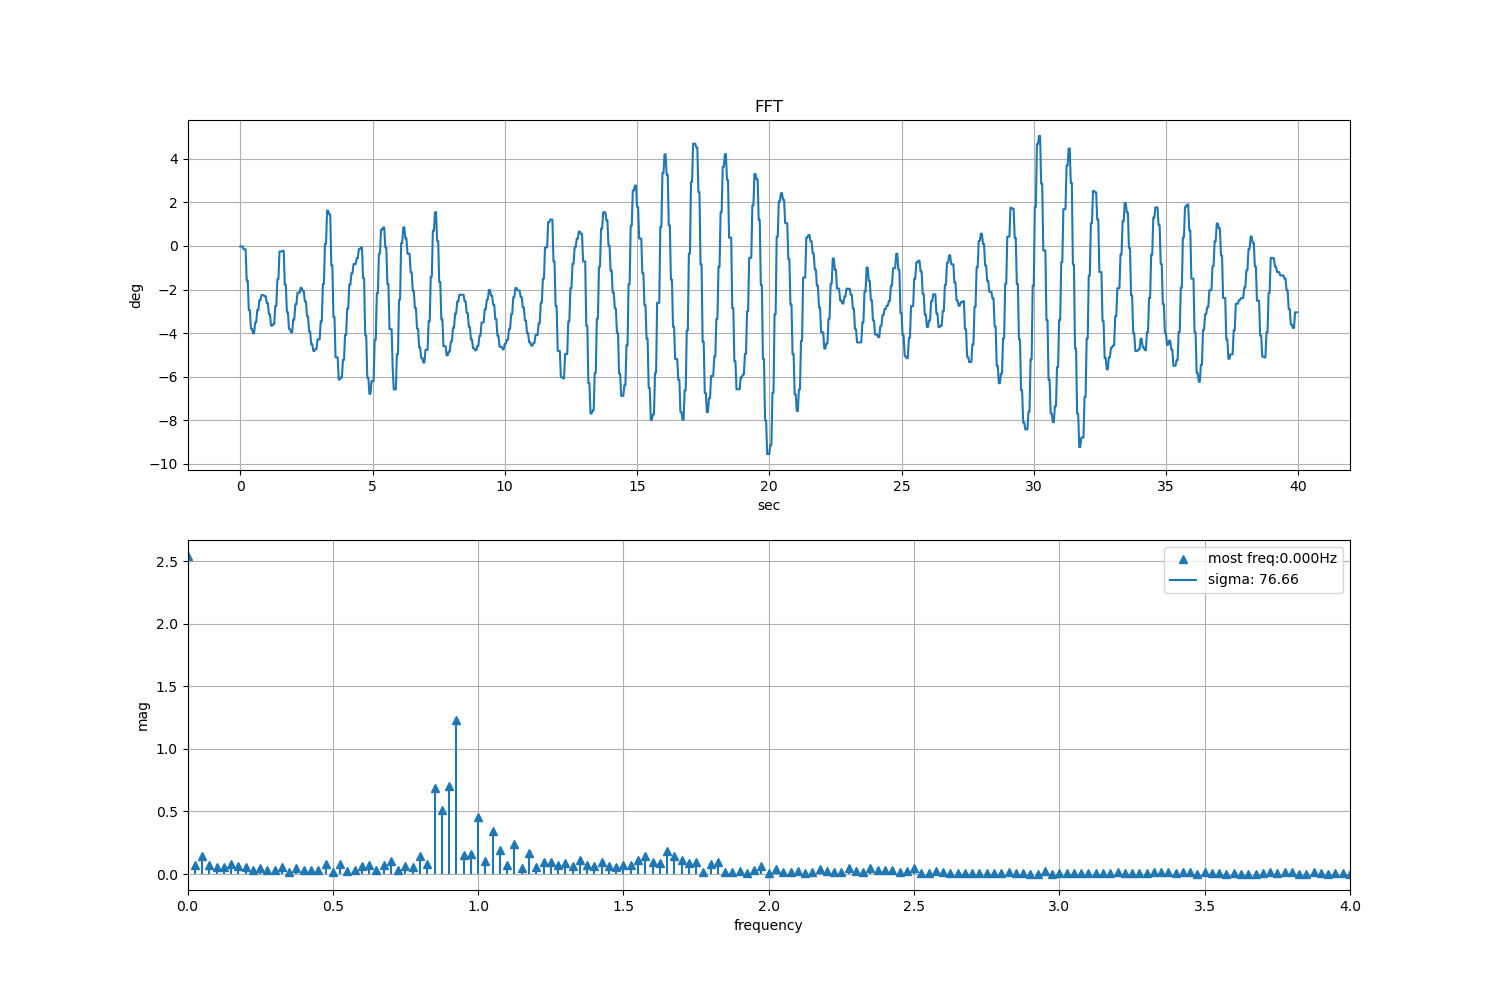 FFT
4
2
0
−2
−4
−6
−8
−10
deg
0 5 10 15 20 25 30 35 40
sec
2.5
2.0
1.5
1.0
0.5
0.0
mag
most freq:0.000Hz
sigma: 76.66
0.0 0.5 1.0 1.5 2.0 2.5 3.0 3.5 4.0
frequency